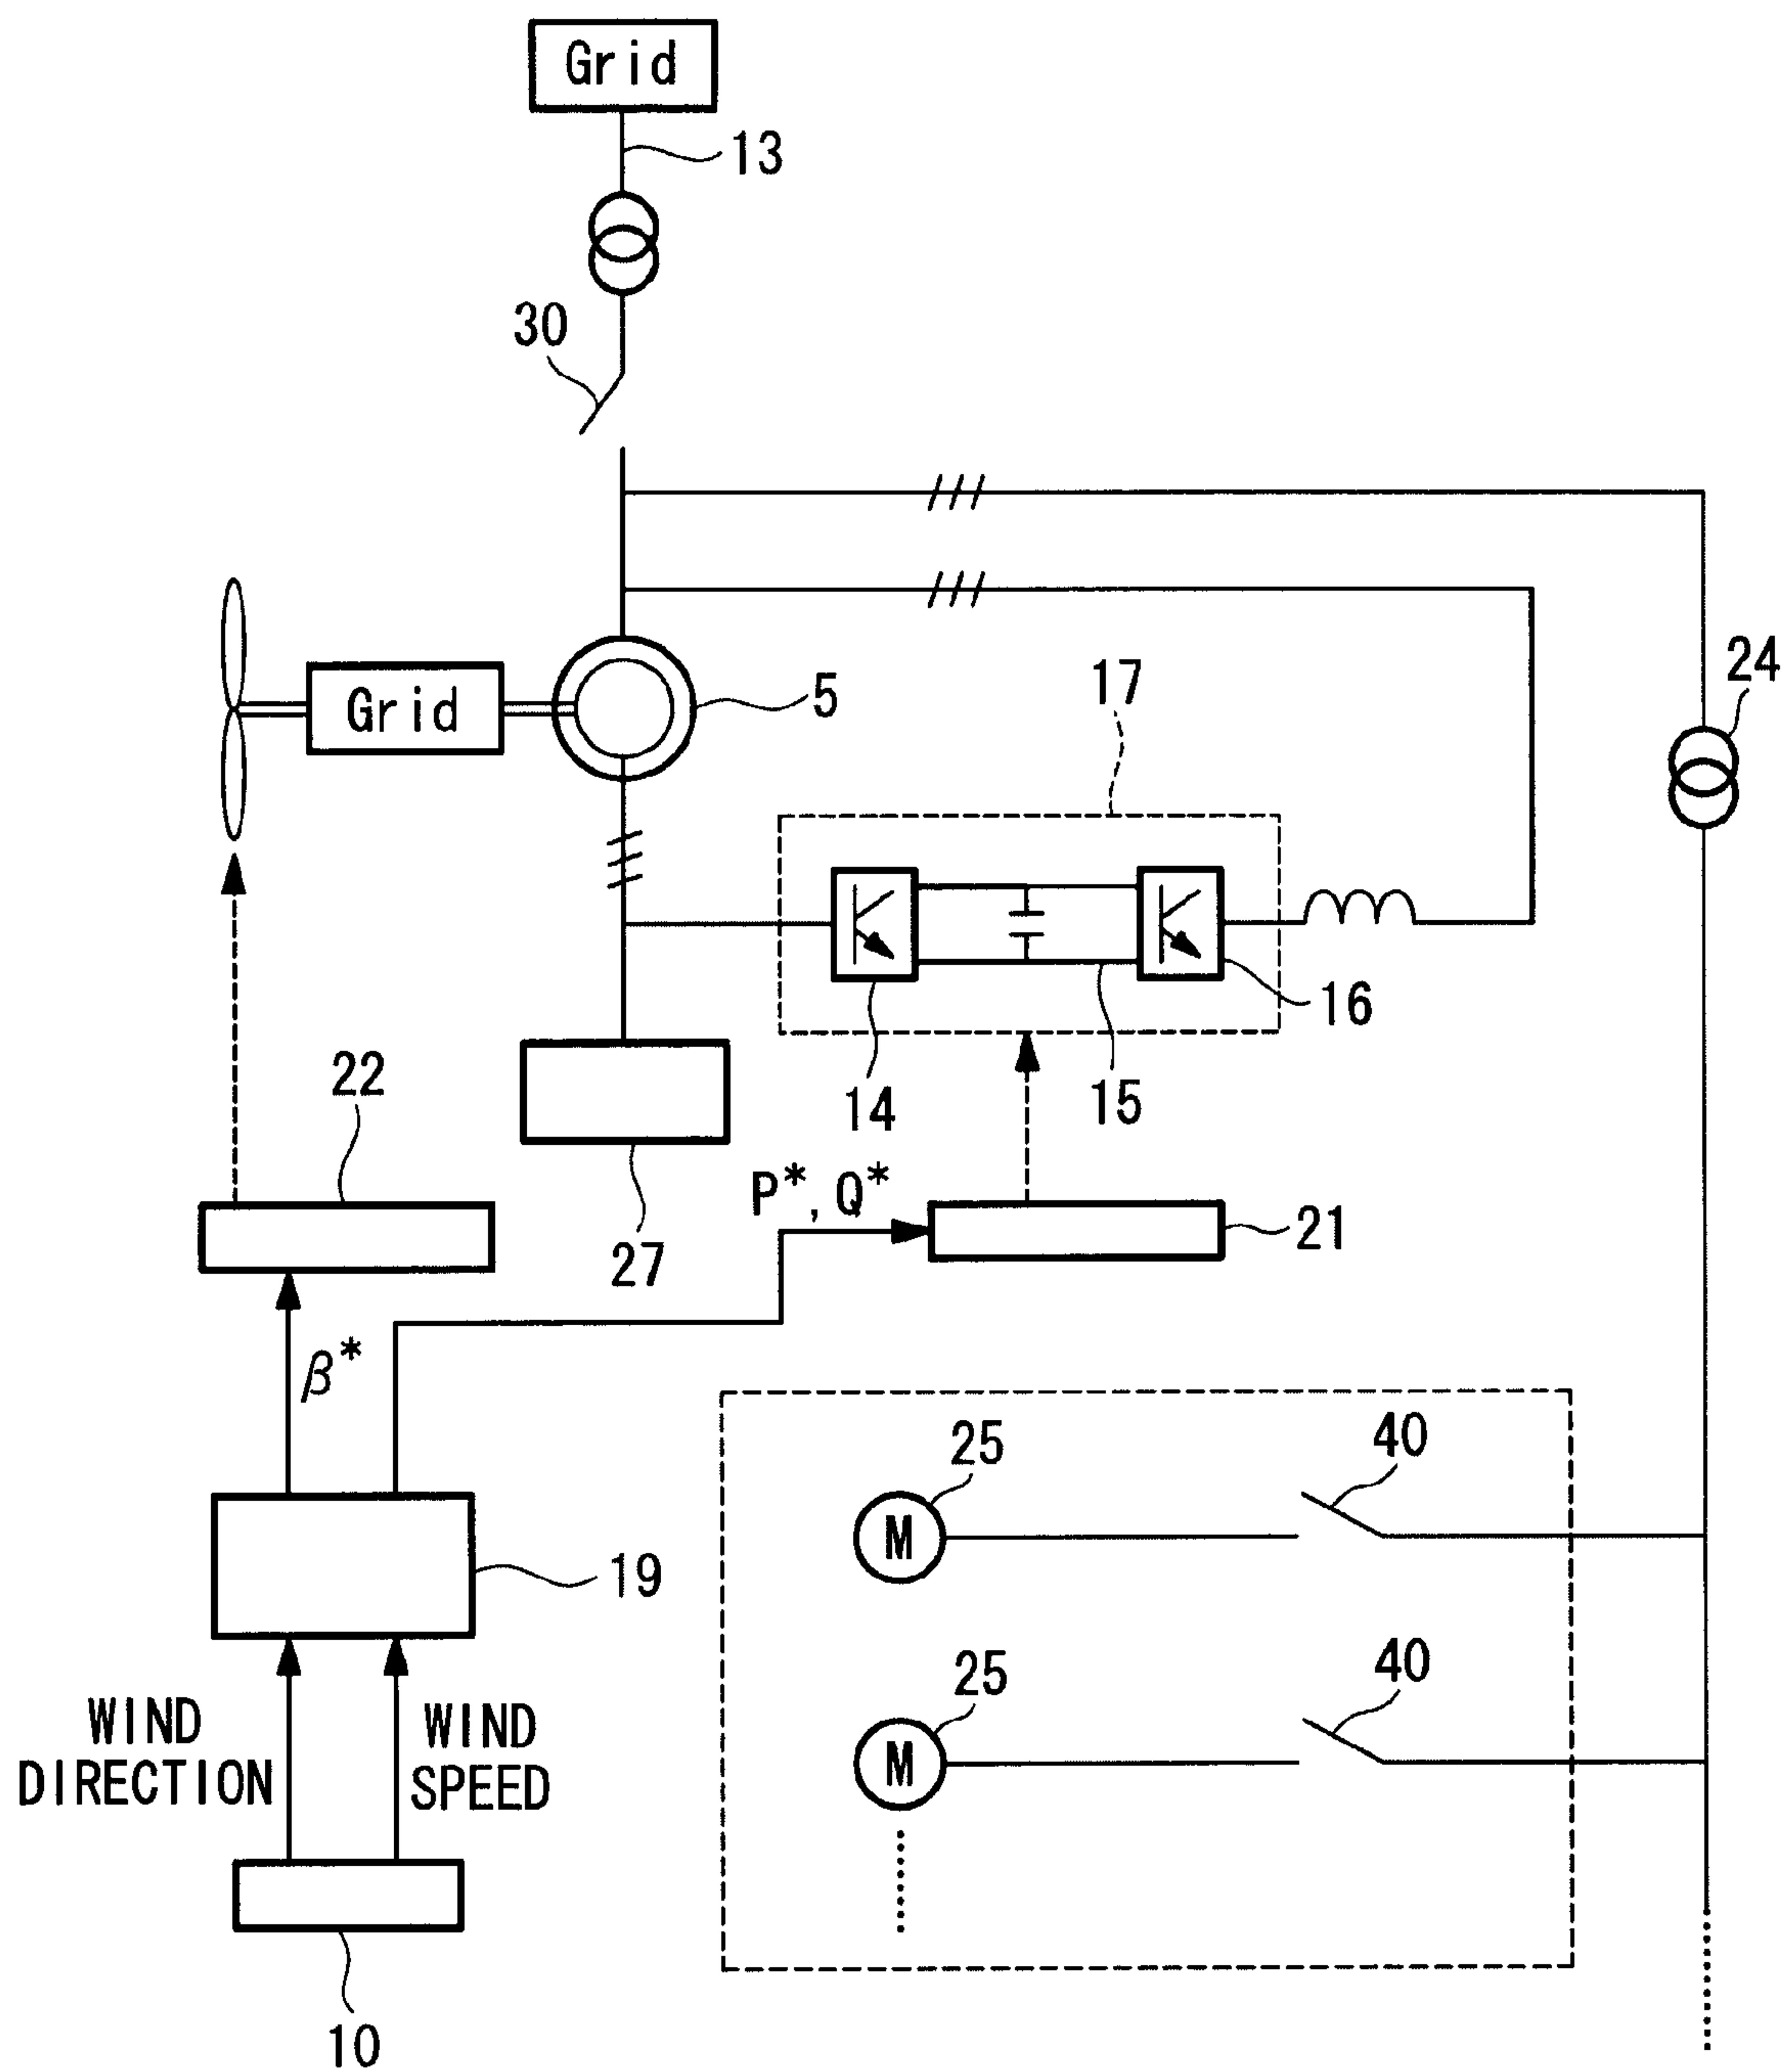 Grid
13
30
24
Grid
5
17
16
14
15
22
27
P*, Q*
21
β*
25
40
M
19
25
40
M
WIND
DIRECTION
WIND
SPEED
10